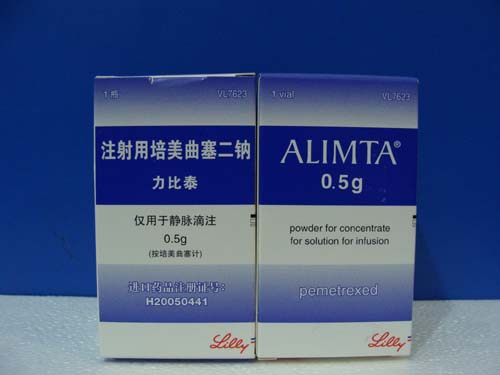 1 瓶
VL7623
注射用培美曲塞二钠
力比泰
仅用于静脉滴注
0.5g
(按培美曲塞计)
进口药品注册证号:
H20050441
Lilly
1 vial
VL7623
ALIMTA®
0.5g
powder for concentrate
for solution for infusion
pemetrexed
Lilly